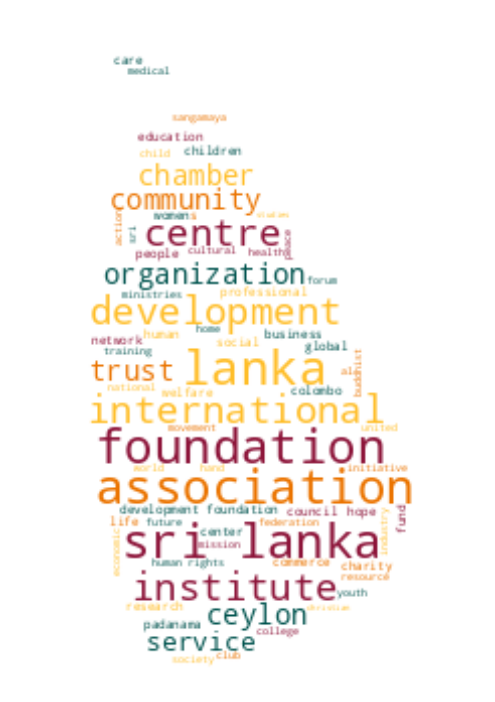 care
medical
sangamaya
education
child children
chamber
community
action womens studies
sri centre peace
people cultural health
organization forum
ministries professional
development
human home business
network social global
training
trust lanka all buddhist
national welfare colombo
international
movement united
foundation
world hand initiative
association
development foundation council hope fund
life future federation
economic center industry
sri lanka
mission
human rights commerce charity
resource
institute youth
research christian
ceylon
padanama college
service
society club